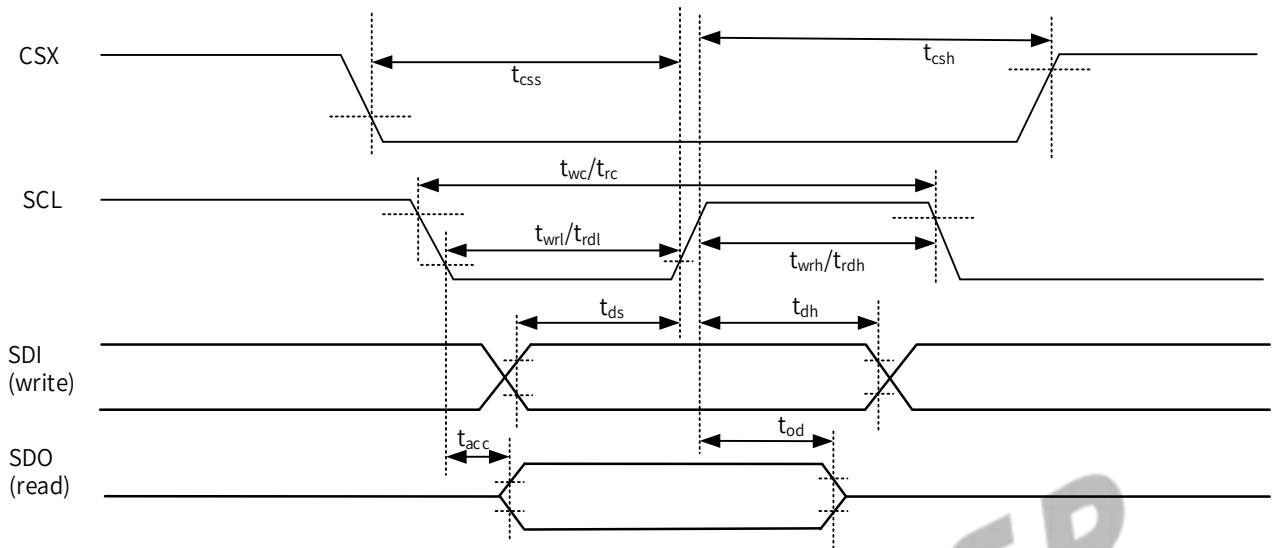 CSX
t_css
t_csh
SCL
t_wc/t_rc
t_wrl/t_rdl
t_wrh/t_rdh
SDI
(write)
t_ds
t_dh
SDO
(read)
t_acc
t_od